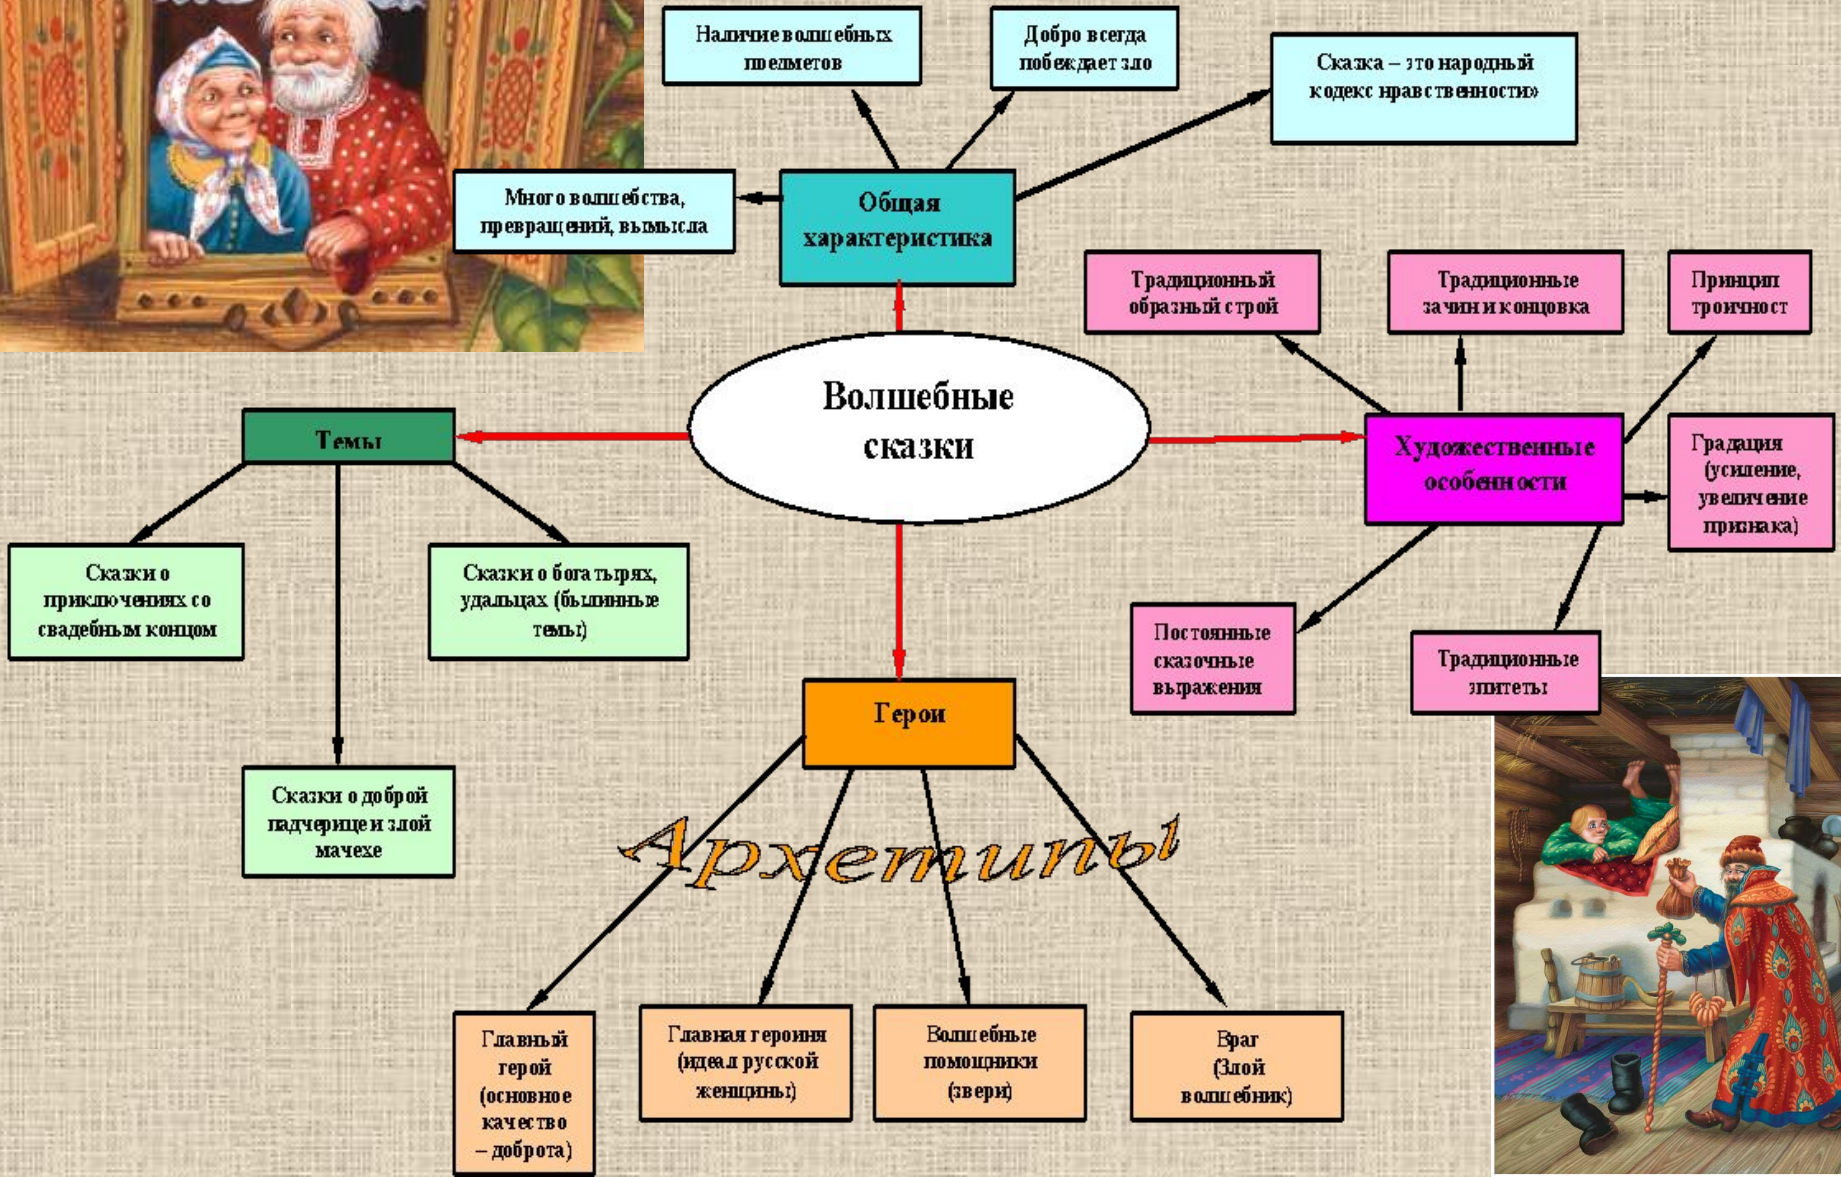 Наличие волшебных
предметов
Добро всегда
побеждает зло
Сказка – это народный
кодекс нравственности»
Много волшебства,
превращений, вымысла
Общая
характеристика
Традиционный
образный строй
Традиционные
зачин и концовка
Принцип
троичност
Волшебные
сказки
Темы
Художественные
особенности
Градация
(усиление,
увеличение
признака)
Сказки о
приключениях со
свадебным концом
Сказки о богатырях,
удальцах (былинные
темы)
Постоянные
сказочные
выражения
Традиционные
эпитеты
Герои
Сказки о доброй
падчерице и злой
мачехе
Архетипы
Главный
герой
(основное
качество
– доброта)
Главная героиня
(идеал русской
женщины)
Волшебные
помощники
(звери)
Враг
(Злой
волшебник)